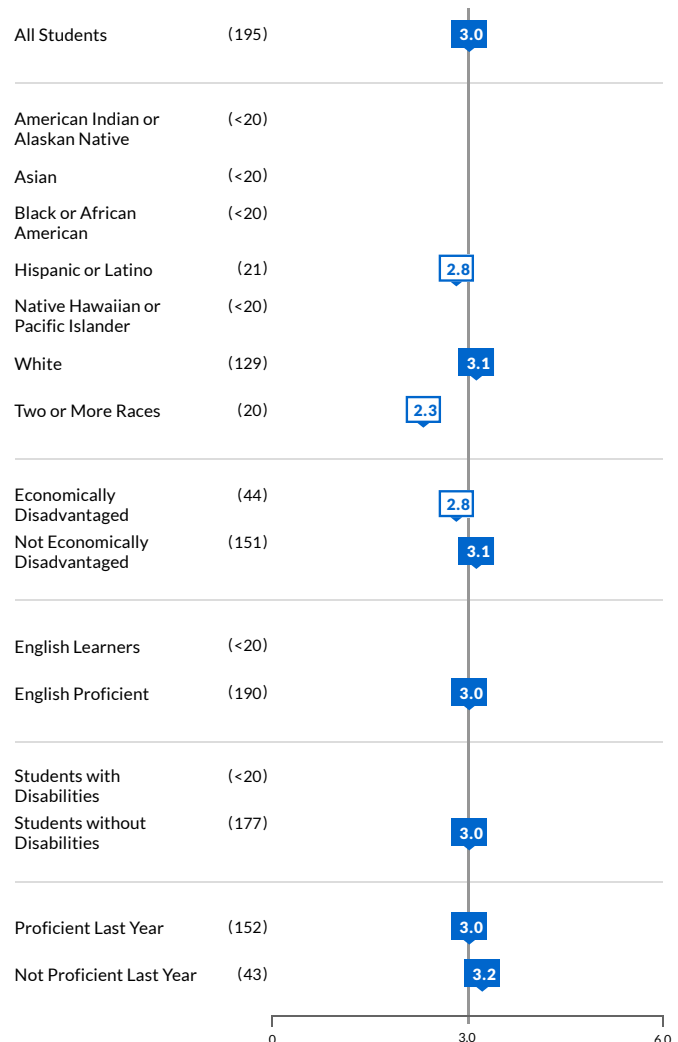 All Students (195) 3.0
American Indian or (<20)
Alaskan Native
Asian (<20)
Black or African (<20)
American
Hispanic or Latino (21) 2.8
Native Hawaiian or (<20)
Pacific Islander
White (129) 3.1
Two or More Races (20) 2.3
Economically (44) 2.8
Disadvantaged
Not Economically (151) 3.1
Disadvantaged
English Learners (<20)
English Proficient (190) 3.0
Students with (<20)
Disabilities
Students without (177) 3.0
Disabilities
Proficient Last Year (152) 3.0
Not Proficient Last Year (43) 3.2
0 3.0 6.0